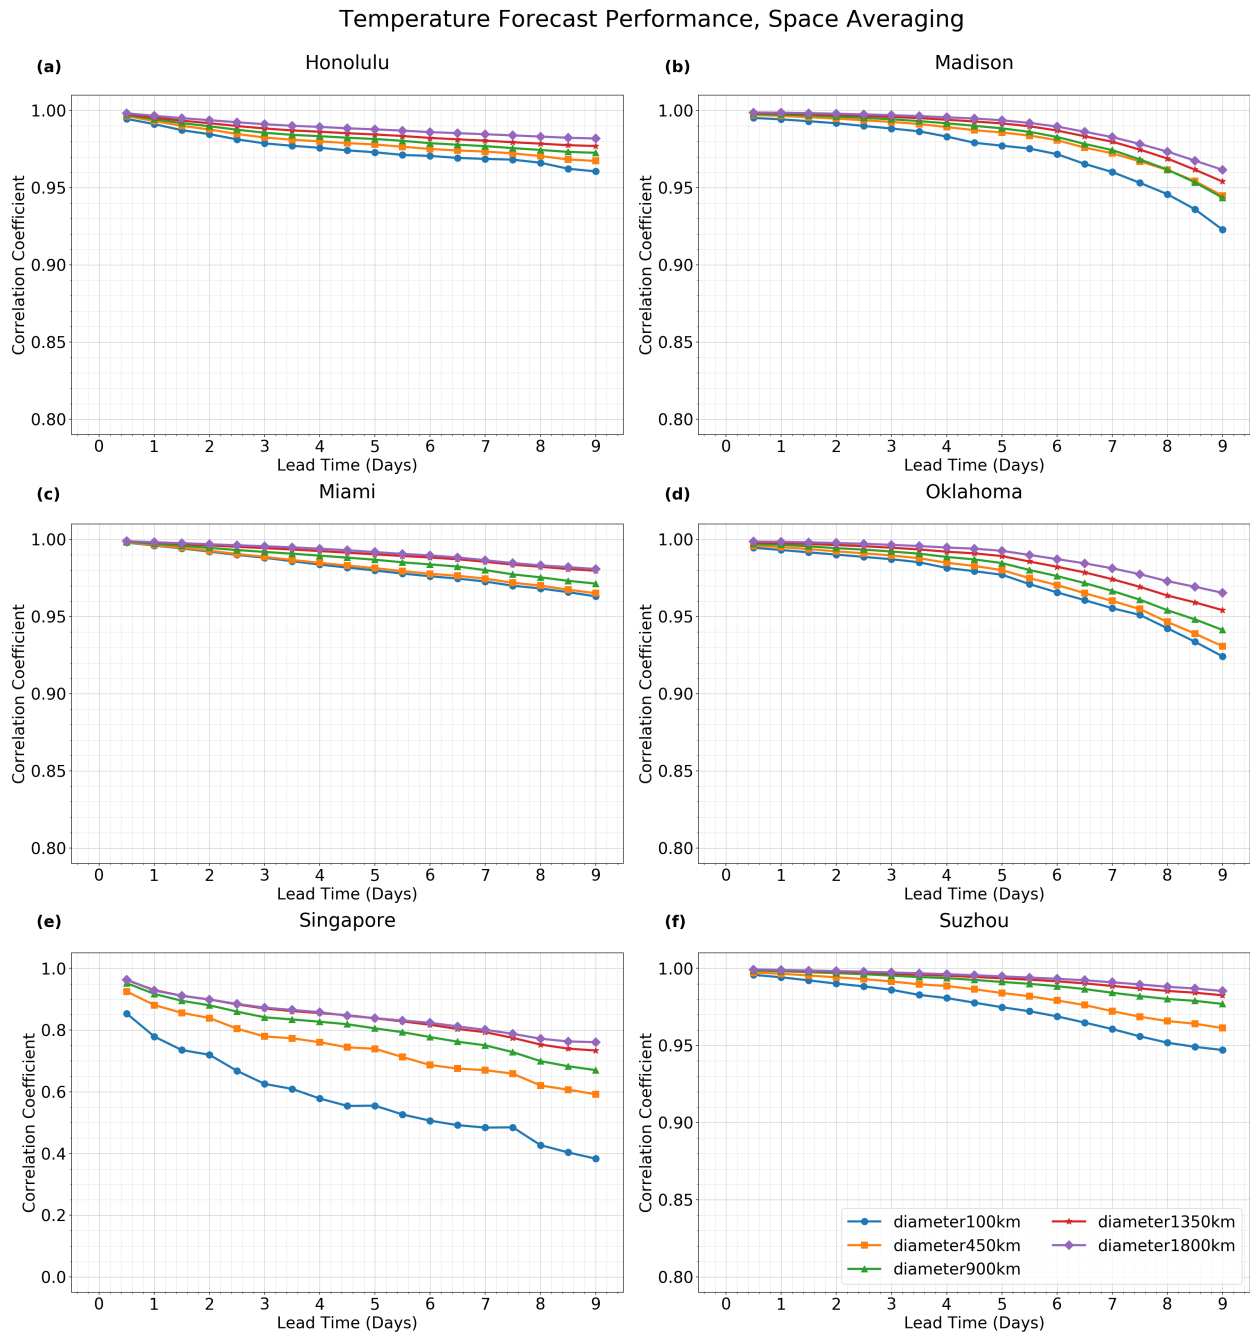 Temperature Forecast Performance, Space Averaging
(a) Honolulu
Correlation Coefficient
1.00
0.95
0.90
0.85
0.80
0 1 2 3 4 5 6 7 8 9
Lead Time (Days)
(b) Madison
Correlation Coefficient
1.00
0.95
0.90
0.85
0.80
0 1 2 3 4 5 6 7 8 9
Lead Time (Days)
(c) Miami
Correlation Coefficient
1.00
0.95
0.90
0.85
0.80
0 1 2 3 4 5 6 7 8 9
Lead Time (Days)
(d) Oklahoma
Correlation Coefficient
1.00
0.95
0.90
0.85
0.80
0 1 2 3 4 5 6 7 8 9
Lead Time (Days)
(e) Singapore
Correlation Coefficient
1.0
0.8
0.6
0.4
0.2
0.0
0 1 2 3 4 5 6 7 8 9
Lead Time (Days)
(f) Suzhou
Correlation Coefficient
1.00
0.95
0.90
0.85
0.80
diameter100km
diameter450km
diameter900km
diameter1350km
diameter1800km
0 1 2 3 4 5 6 7 8 9
Lead Time (Days)